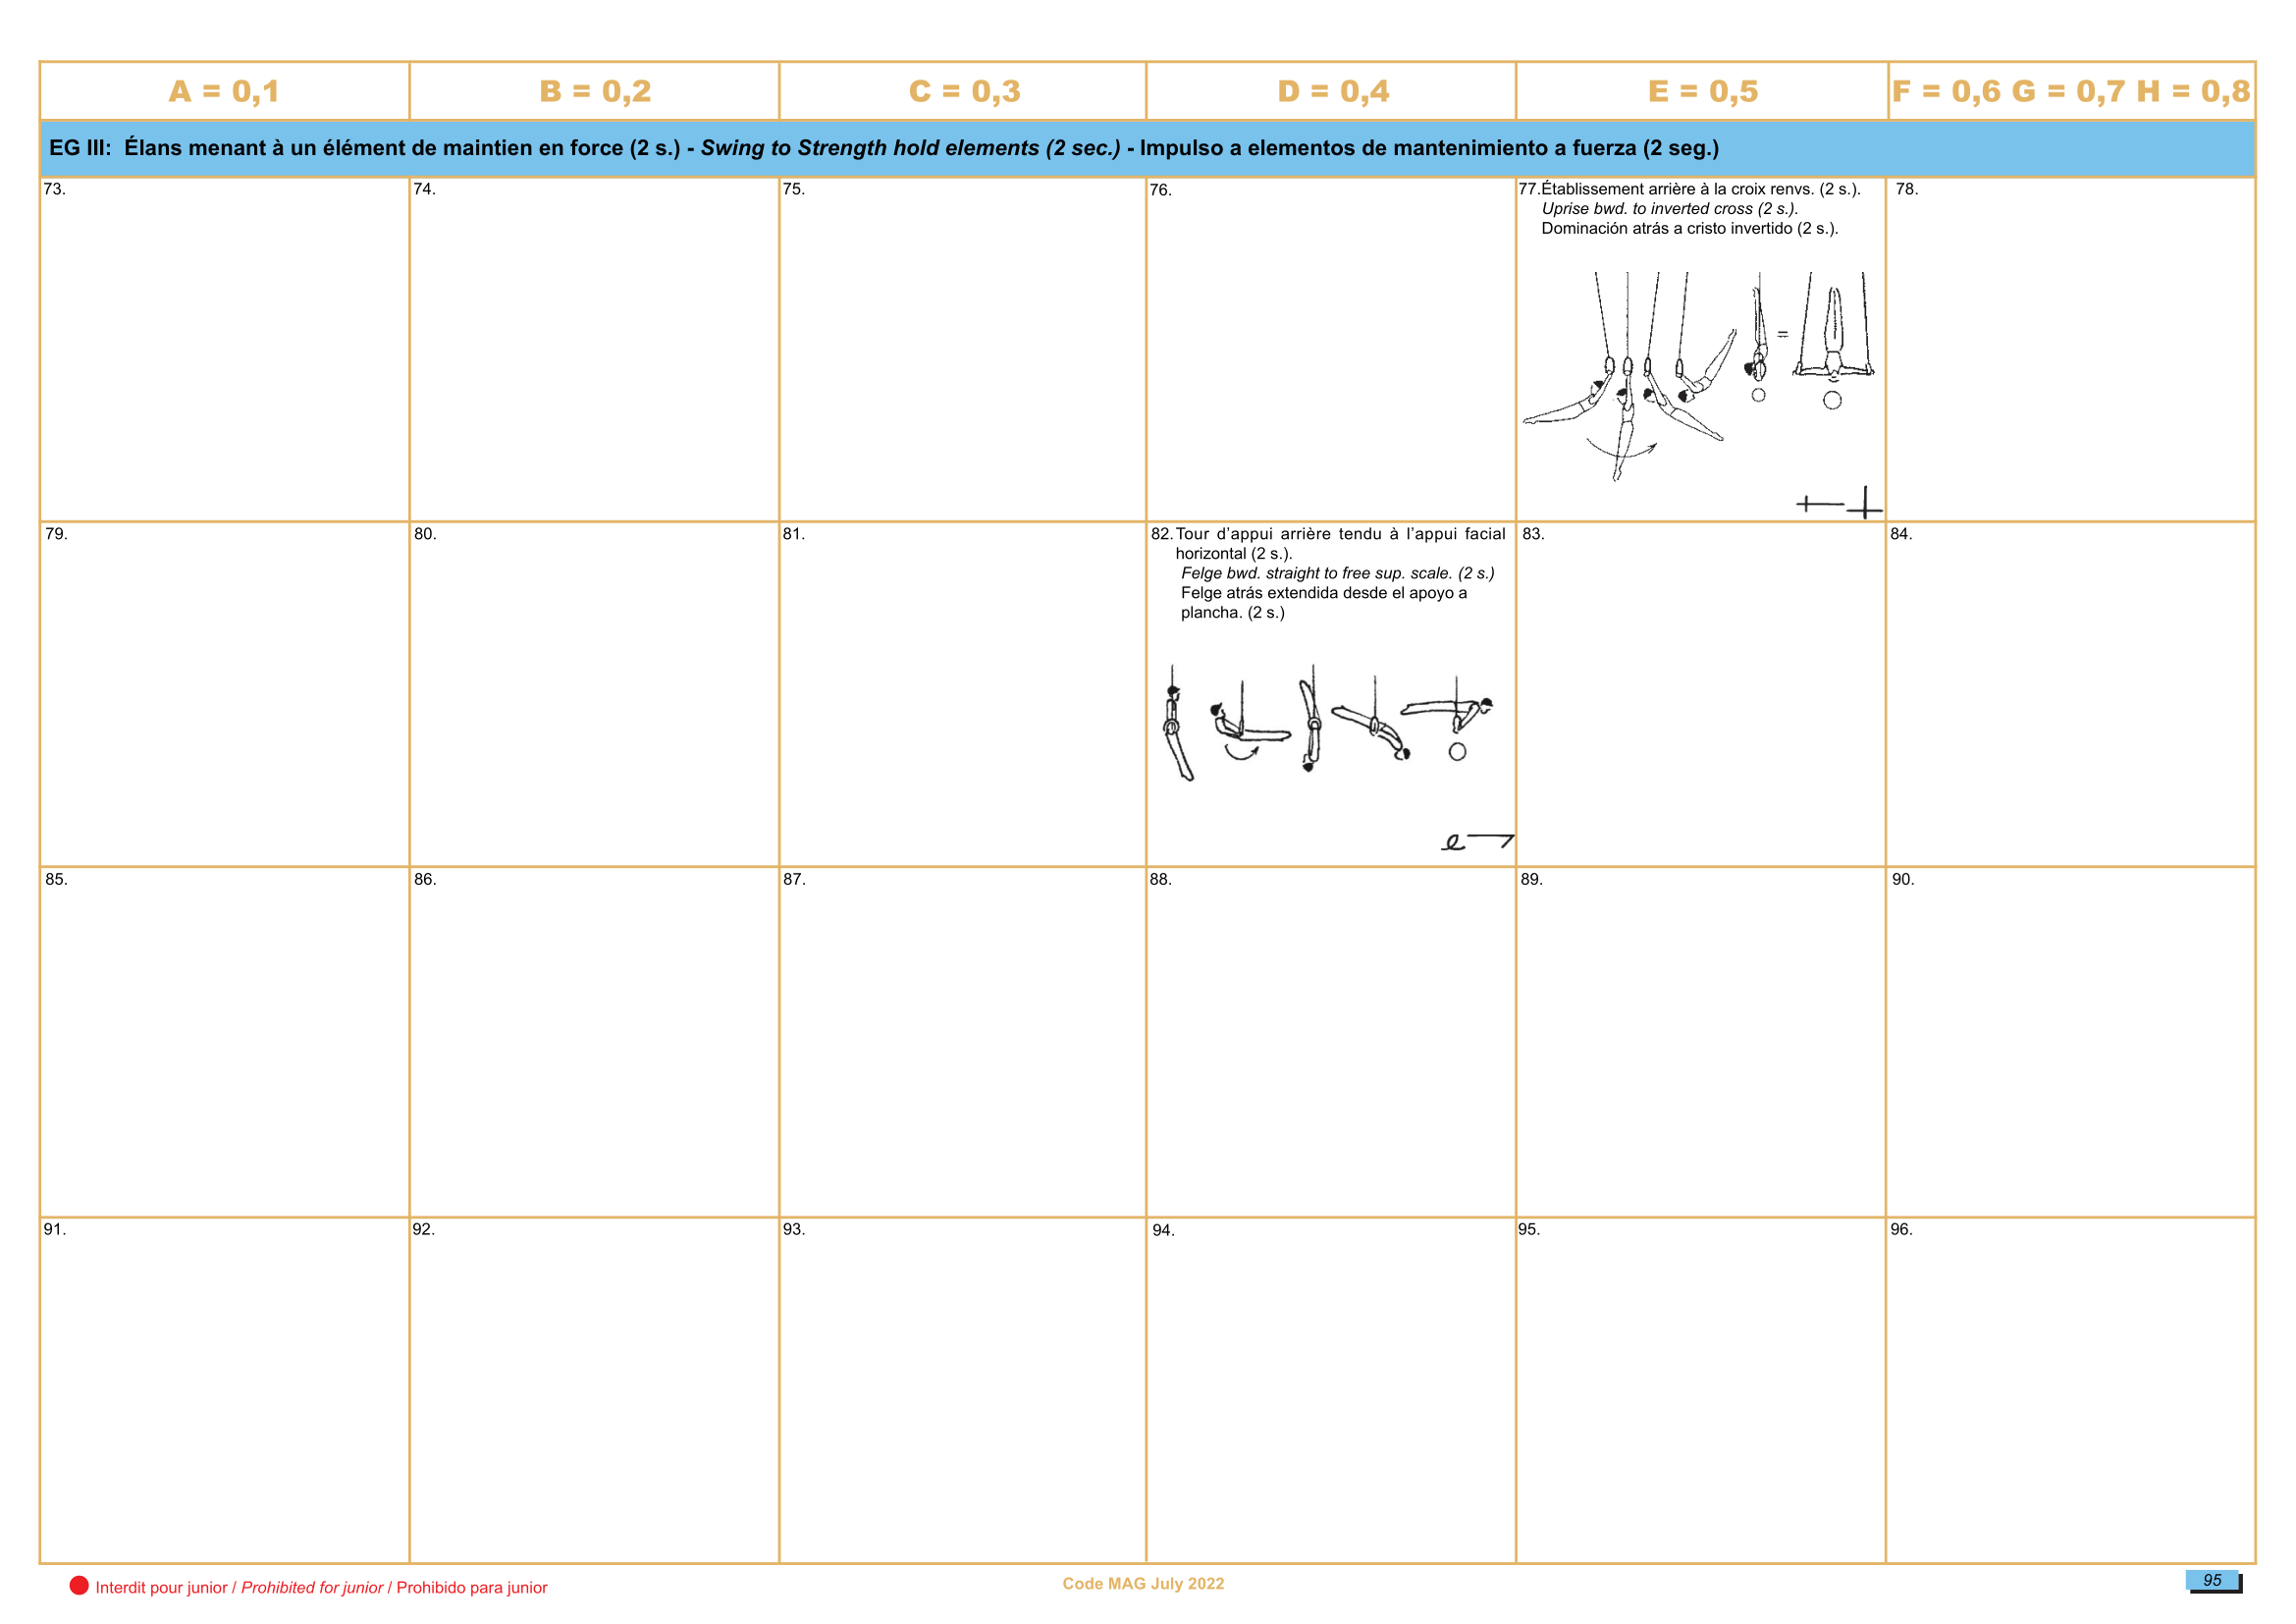 A = 0,1
B = 0,2
C = 0,3
D = 0,4
E = 0,5
F = 0,6 G = 0,7 H = 0,8
EG III: Élans menant à un élément de maintien en force (2 s.) - Swing to Strength hold elements (2 sec.) - Impulso a elementos de mantenimiento a fuerza (2 seg.)
73.
74.
75.
76.
77.Établissement arrière à la croix renvs. (2 s.).
Uprise bwd. to inverted cross (2 s.).
Dominación atrás a cristo invertido (2 s.).
=
78.
79.
80.
81.
82.Tour d’appui arrière tendu à l’appui facial
horizontal (2 s.).
Felge bwd. straight to free sup. scale. (2 s.)
Felge atrás extendida desde el apoyo a
plancha. (2 s.)
83.
84.
85.
86.
87.
88.
89.
90.
91.
92.
93.
94.
95.
96.
Interdit pour junior / Prohibited for junior / Prohibido para junior
Code MAG July 2022
95